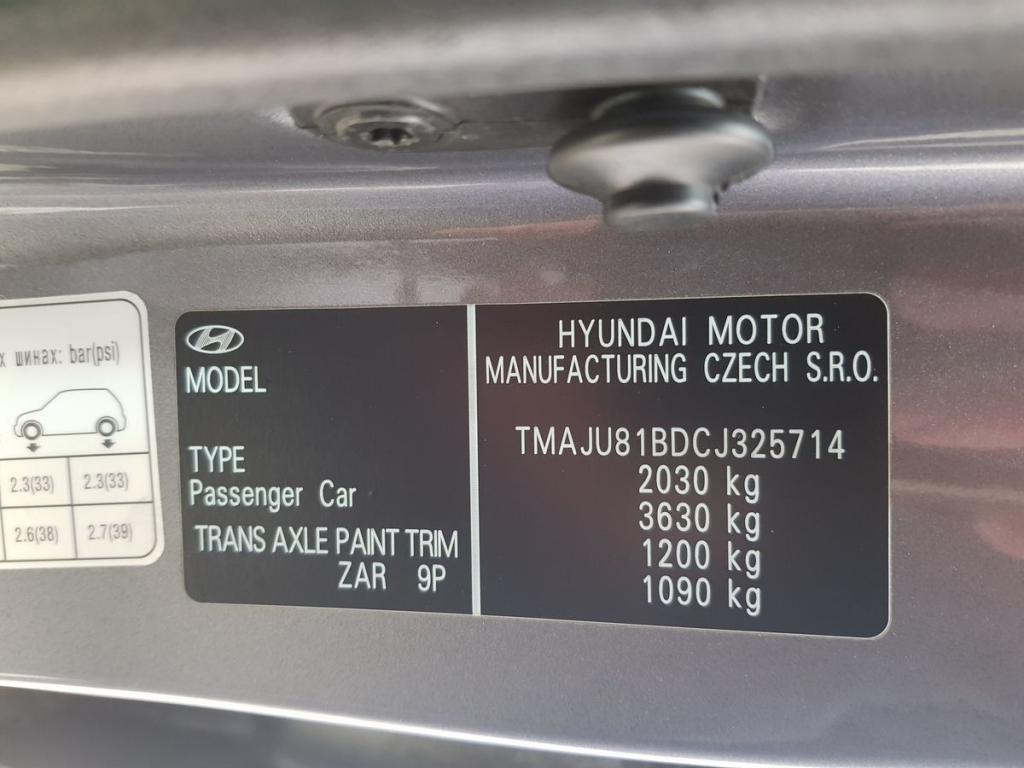 х шинах: bar(psi)
2.3(33) 2.3(33)
2.6(38) 2.7(39)
MODEL
TYPE
Passenger Car
TRANS AXLE PAINT TRIM
ZAR 9P
HYUNDAI MOTOR
MANUFACTURING CZECH S.R.O.
TMAJU81BDCJ325714
2030 kg
3630 kg
1200 kg
1090 kg